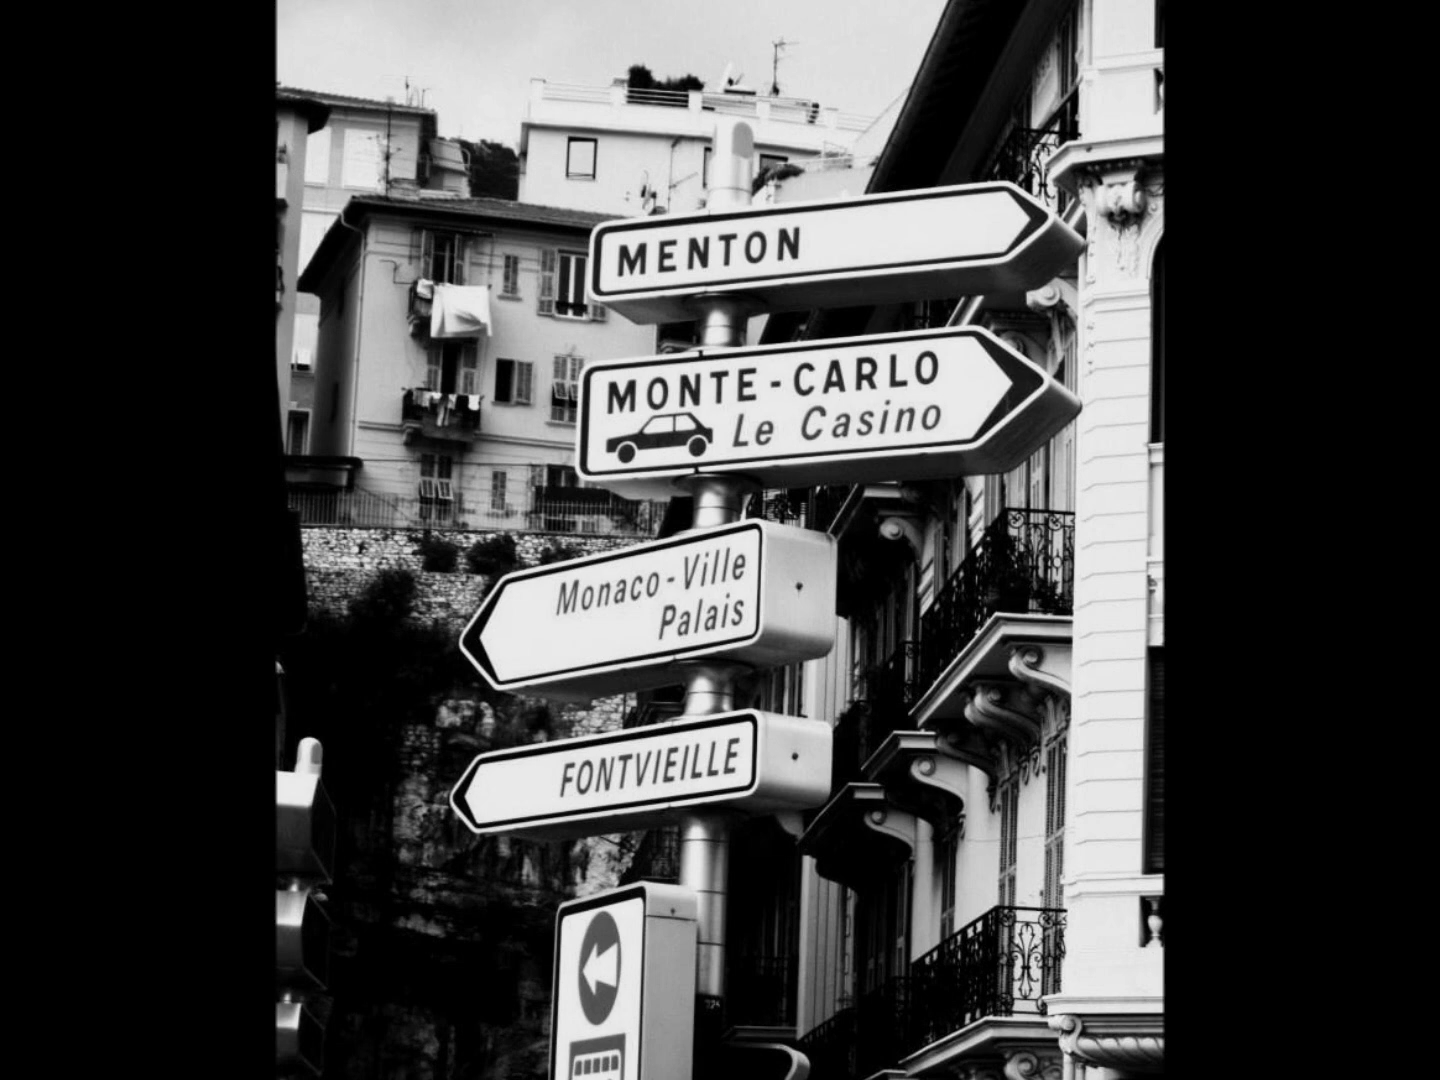 MENTON
MONTE-CARLO
Le Casino
Monaco-Ville
Palais
FONTVIEILLE